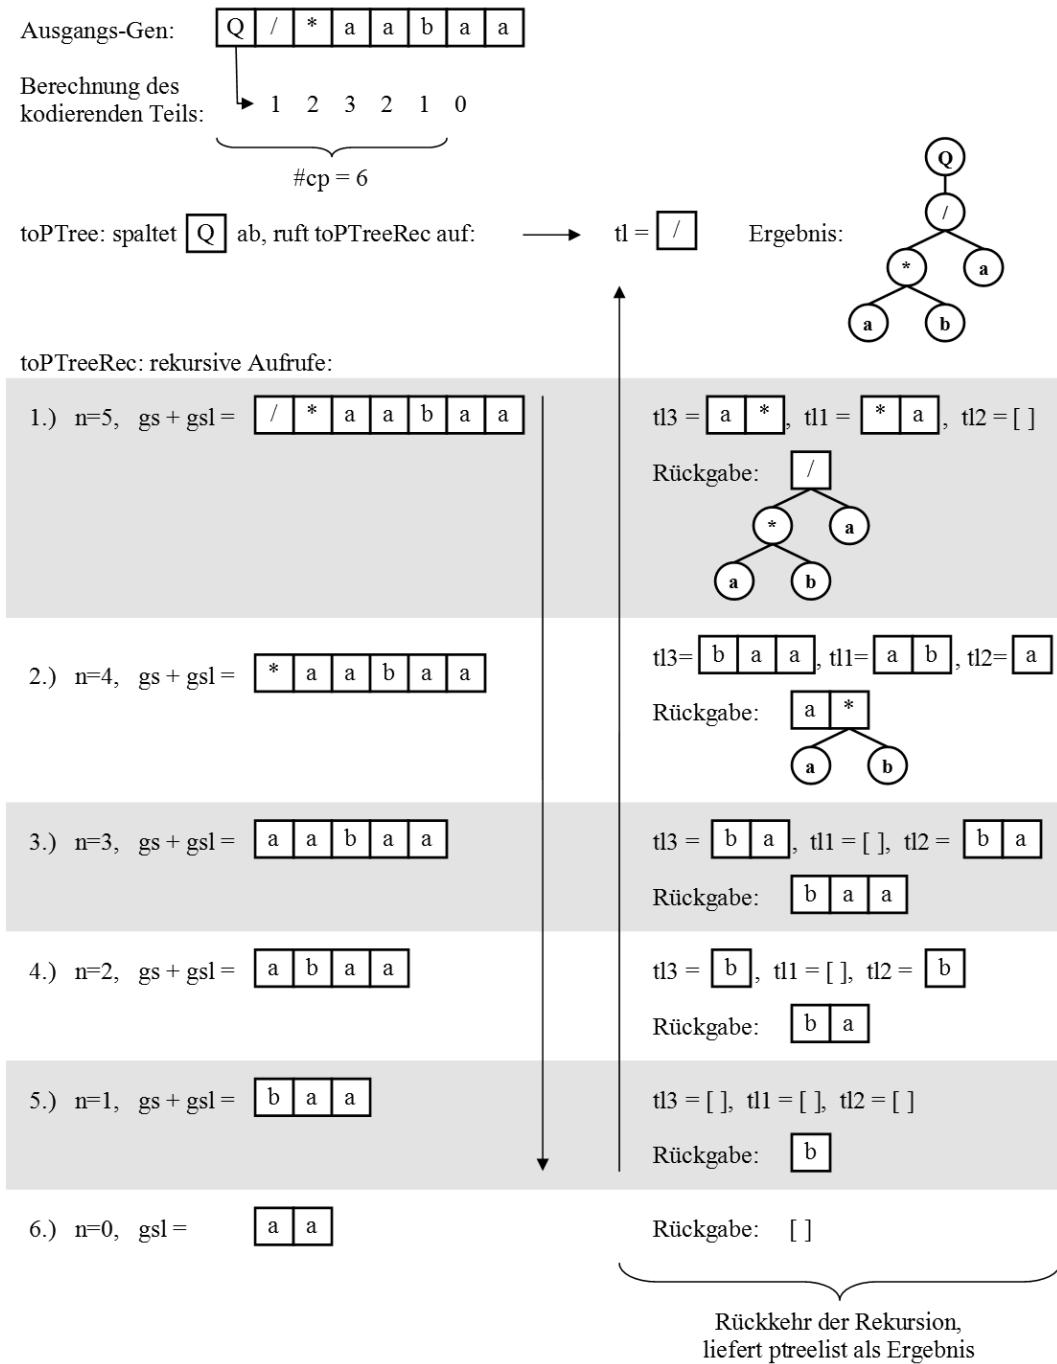 Ausgangs-Gen: Q / * a a b a a
Berechnung des
kodierenden Teils: 1 2 3 2 1 0
#cp = 6
toPTree: spaltet Q ab, ruft toPTreeRec auf: tl = / Ergebnis:
Q
/
* a
a b
toPTreeRec: rekursive Aufrufe:
1.) n=5, gs + gsl = / * a a b a a tl3 = a *, tl1 = * a, tl2 = [ ]
Rückgabe: /
* a
a b
2.) n=4, gs + gsl = * a a b a a tl3= b a a, tl1= a b, tl2= a
Rückgabe: a *
a b
3.) n=3, gs + gsl = a a b a a tl3 = b a, tl1 = [ ], tl2 = b a
Rückgabe: b a a
4.) n=2, gs + gsl = a b a a tl3 = b, tl1 = [ ], tl2 = b
Rückgabe: b a
5.) n=1, gs + gsl = b a a tl3 = [ ], tl1 = [ ], tl2 = [ ]
Rückgabe: b
6.) n=0, gsl = a a Rückgabe: [ ]
Rückkehr der Rekursion,
liefert ptreelist als Ergebnis